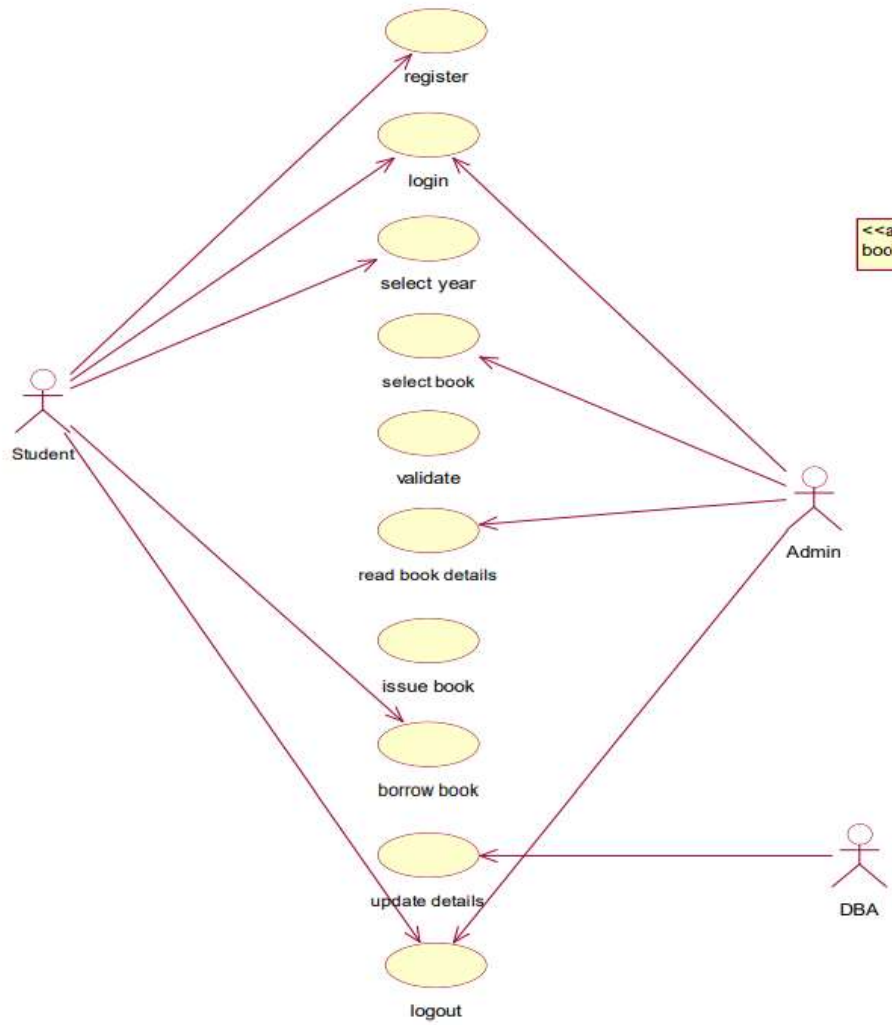 register
login
<<a
boo
select year
select book
Student
validate
Admin
read book details
issue book
borrow book
update details
DBA
logout